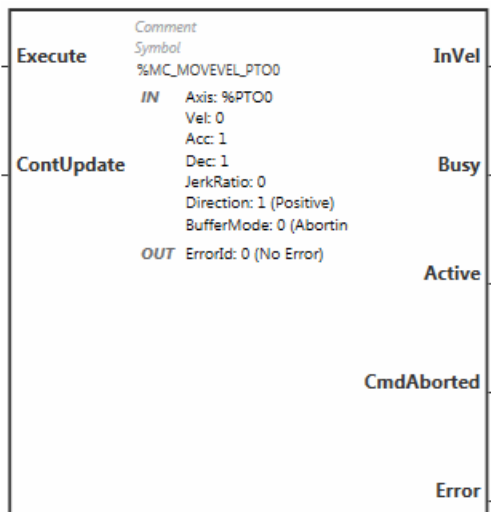 Comment
Execute
InVel
Symbol
%MC_MOVEVEL_PTO0
IN Axis: %PTO0
Vel: 0
Acc: 1
ContUpdate
Dec: 1
Busy
JerkRatio: 0
Direction: 1 (Positive)
BufferMode: 0 (Abortin
OUT ErrorId: 0 (No Error)
Active
CmdAborted
Error